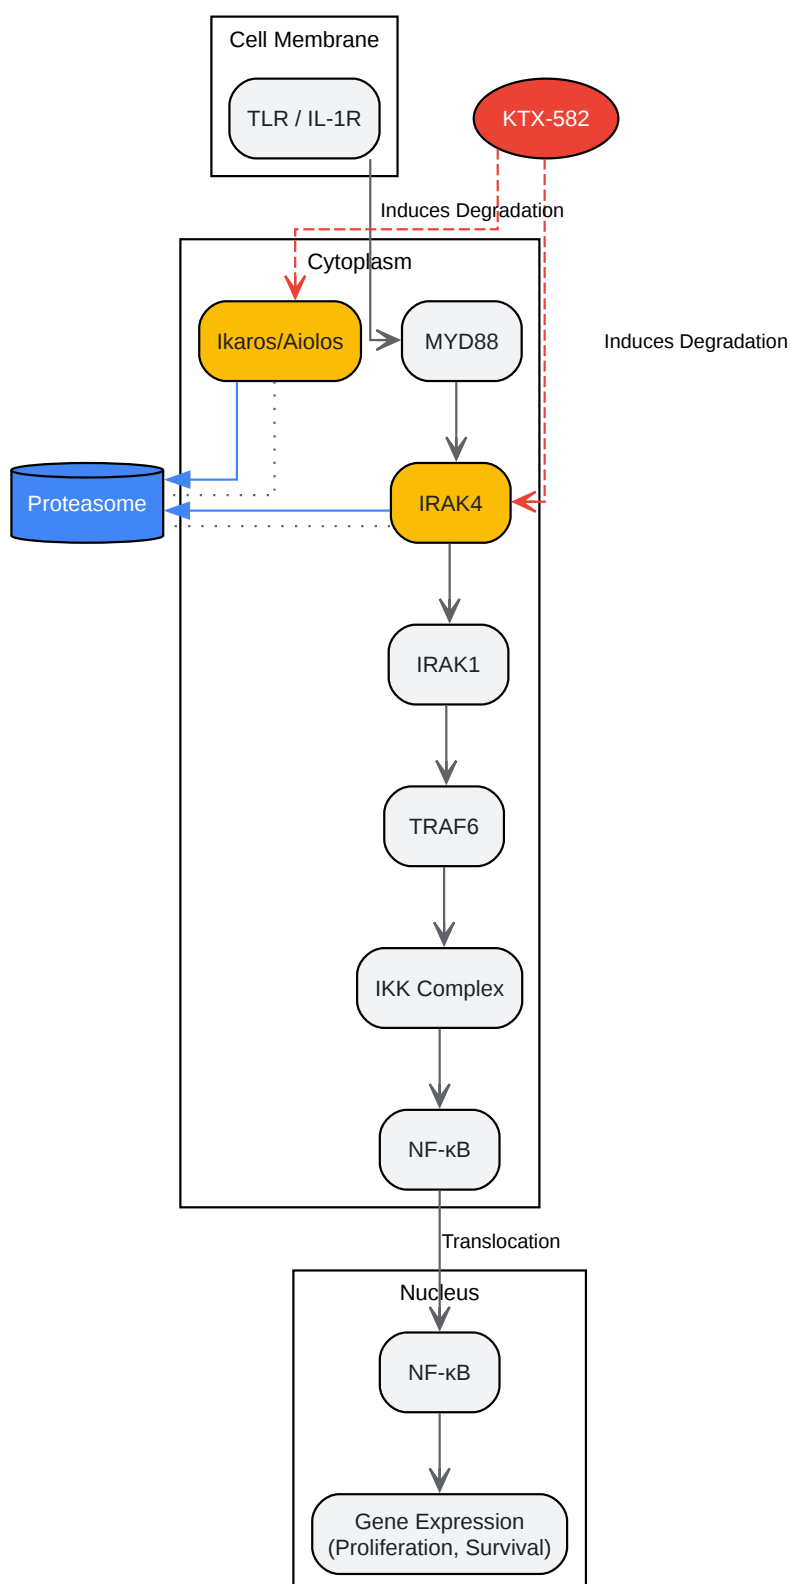 Cell Membrane
TLR / IL-1R
KTX-582
Induces Degradation
Cytoplasm
Ikaros/Aiolos
MYD88
Induces Degradation
Proteasome
IRAK4
IRAK1
TRAF6
IKK Complex
NF-κB
Translocation
Nucleus
NF-κB
Gene Expression
(Proliferation, Survival)